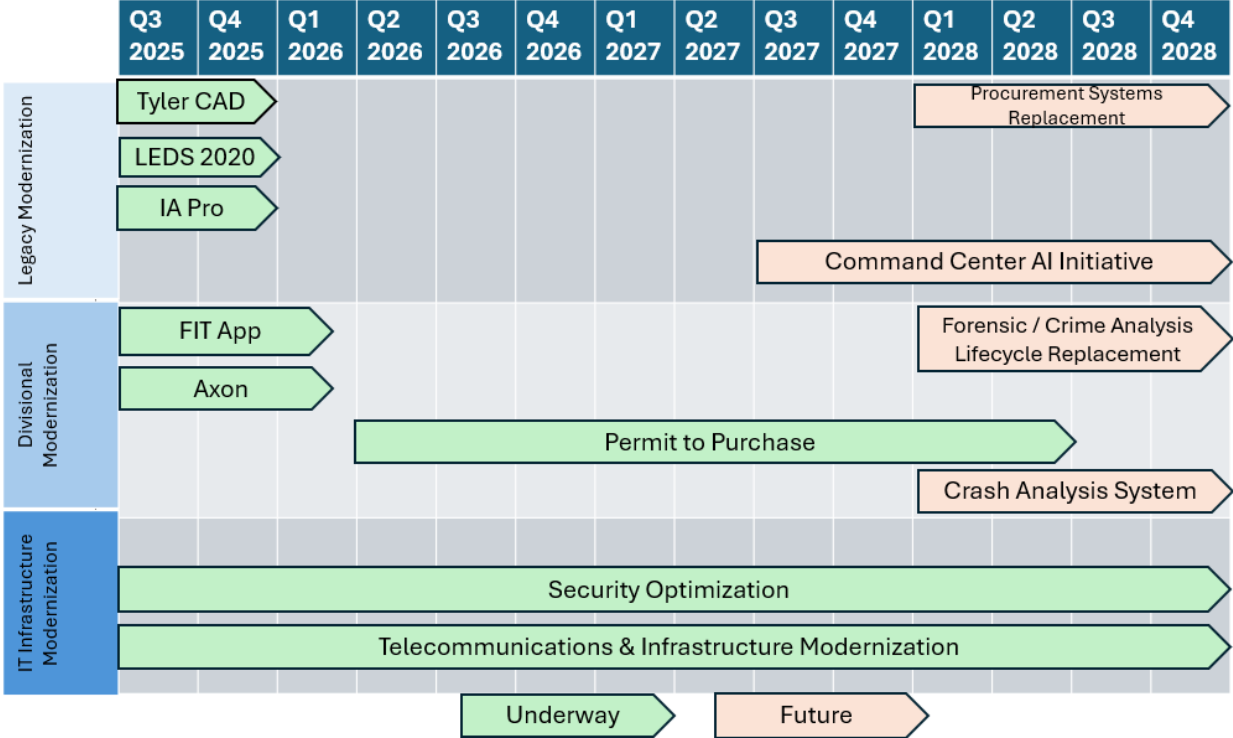 Q3 Q4 Q1 Q2 Q3 Q4 Q1 Q2 Q3 Q4 Q1 Q2 Q3 Q4
2025 2025 2026 2026 2026 2026 2027 2027 2027 2027 2028 2028 2028 2028
Legacy Modernization
Tyler CAD
Procurement Systems
Replacement
LEDS 2020
IA Pro
Command Center AI Initiative
Divisional
Modernization
FIT App
Forensic / Crime Analysis
Lifecycle Replacement
Axon
Permit to Purchase
Crash Analysis System
IT Infrastructure
Modernization
Security Optimization
Telecommunications & Infrastructure Modernization
Underway
Future